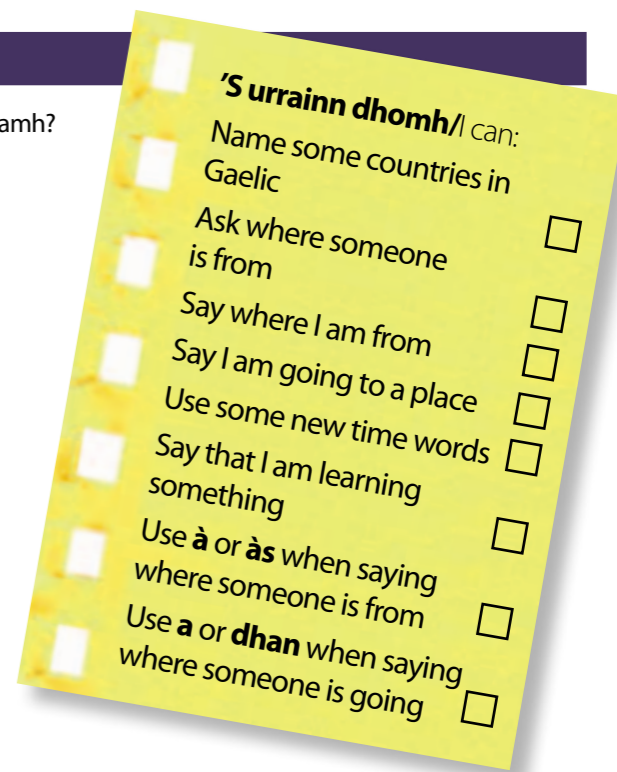 amh?
'S urrainn dhomh/I can:
Name some countries in
Gaelic
Ask where someone
is from
Say where I am from
Say I am going to a place
Use some new time words
Say that I am learning
something
Use à or às when saying
where someone is from
Use a or dhan when saying
where someone is going